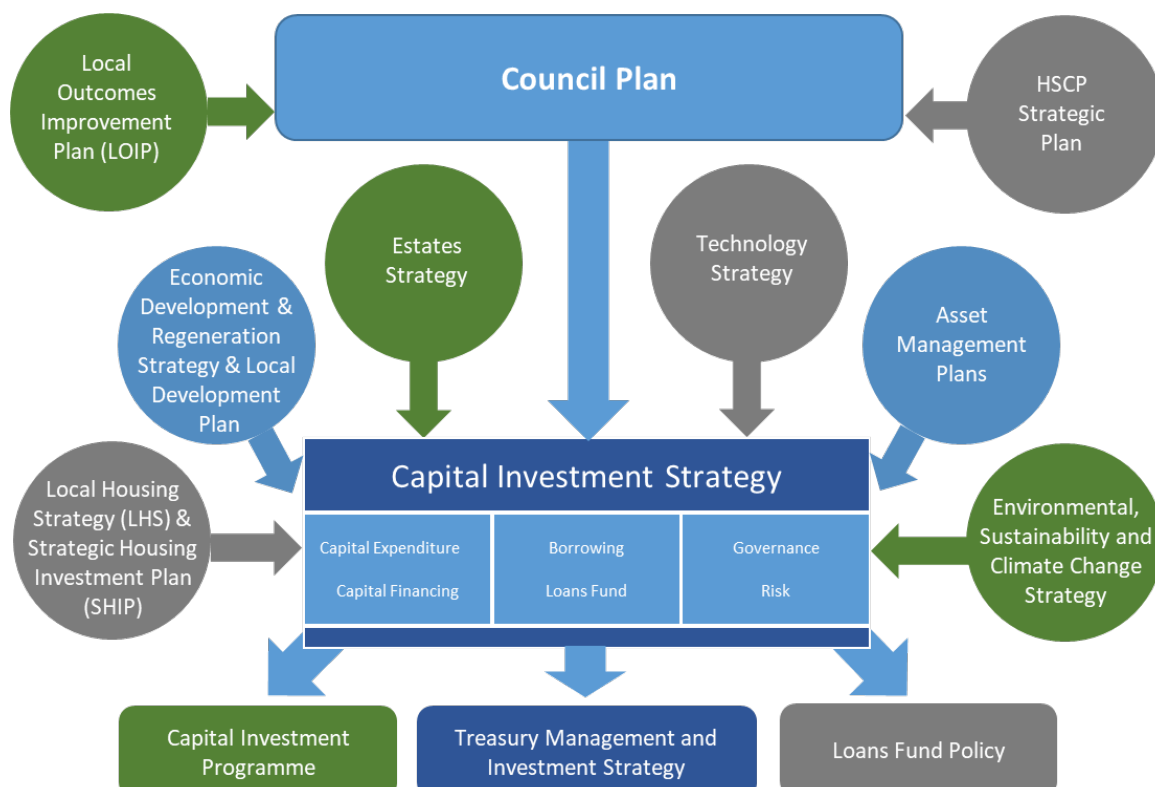 Local
Outcomes
Improvement
Plan (LOIP)
Council Plan
HSCP
Strategic
Plan
Estates
Strategy
Technology
Strategy
Economic
Development &
Regeneration
Strategy & Local
Development
Plan
Asset
Management
Plans
Capital Investment Strategy
Local Housing
Strategy (LHS) &
Strategic Housing
Investment Plan
(SHIP)
Capital Expenditure
Capital Financing
Borrowing
Loans Fund
Governance
Risk
Environmental,
Sustainability and
Climate Change
Strategy
Capital Investment
Programme
Treasury Management and
Investment Strategy
Loans Fund Policy